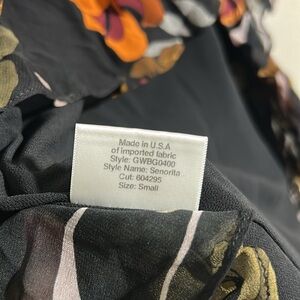 Made in U.S.A
of imported fabric
Style: GWBG0400
Style Name: Senorita
Cut: 604295
Size: Small